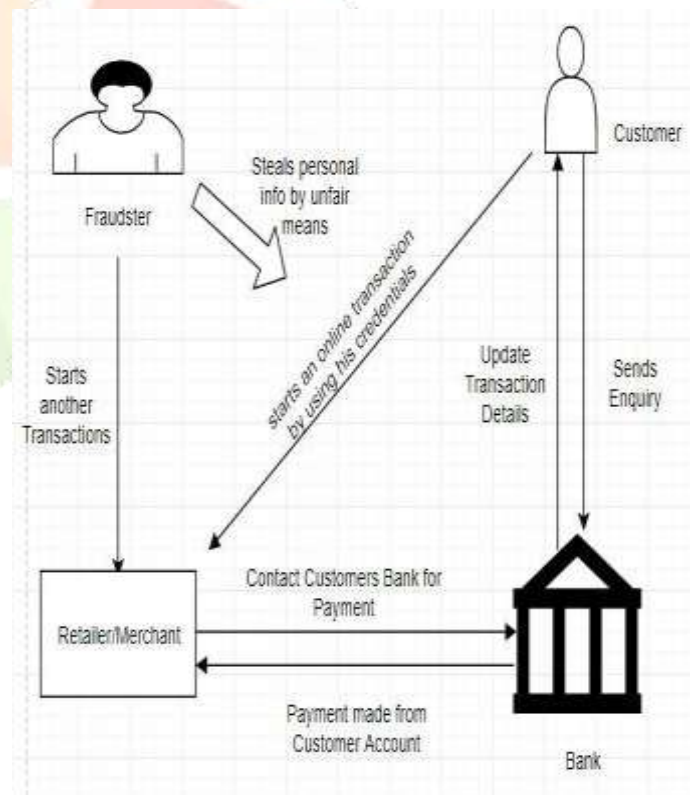 Customer
Steals personal
info by unfair
means
Fraudster
starts an online transaction
by using his credentials
Update
Transaction
Details
Sends
Enquiry
Starts
another
Transactions
Contact Customers Bank for
Payment
Retailer/Merchant
Payment made from
Customer Account
Bank